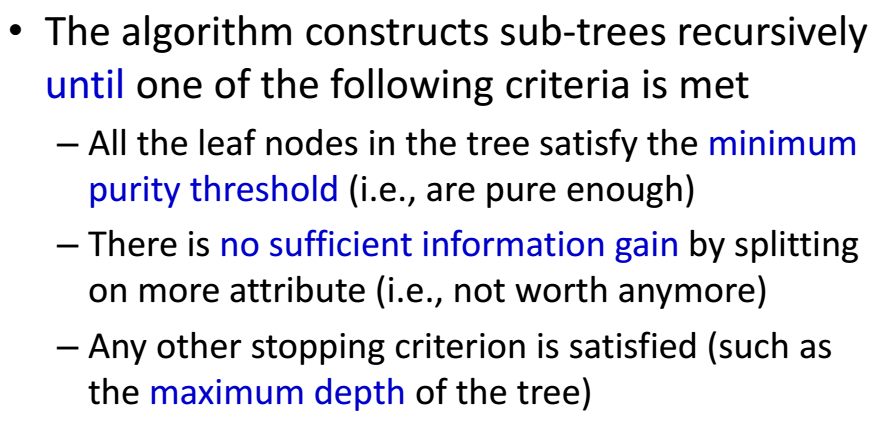 • The algorithm constructs sub-trees recursively
until one of the following criteria is met
– All the leaf nodes in the tree satisfy the minimum
purity threshold (i.e., are pure enough)
– There is no sufficient information gain by splitting
on more attribute (i.e., not worth anymore)
– Any other stopping criterion is satisfied (such as
the maximum depth of the tree)